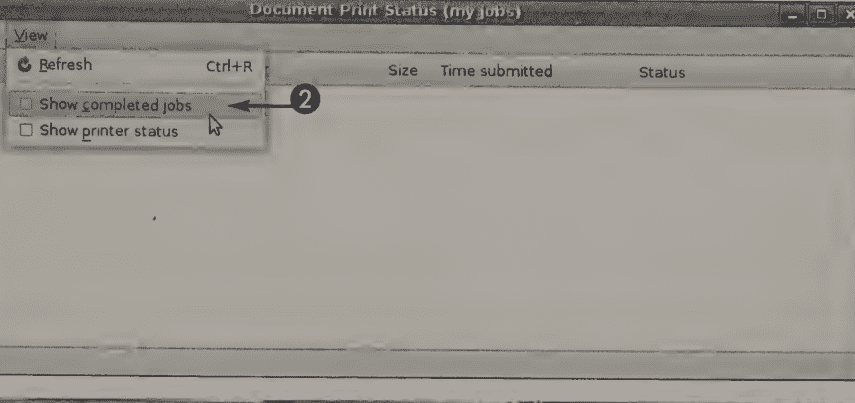 Document Print Status (my jobs)
View
Refresh Ctrl+R
Size Time submitted Status
Show completed jobs 2
Show printer status